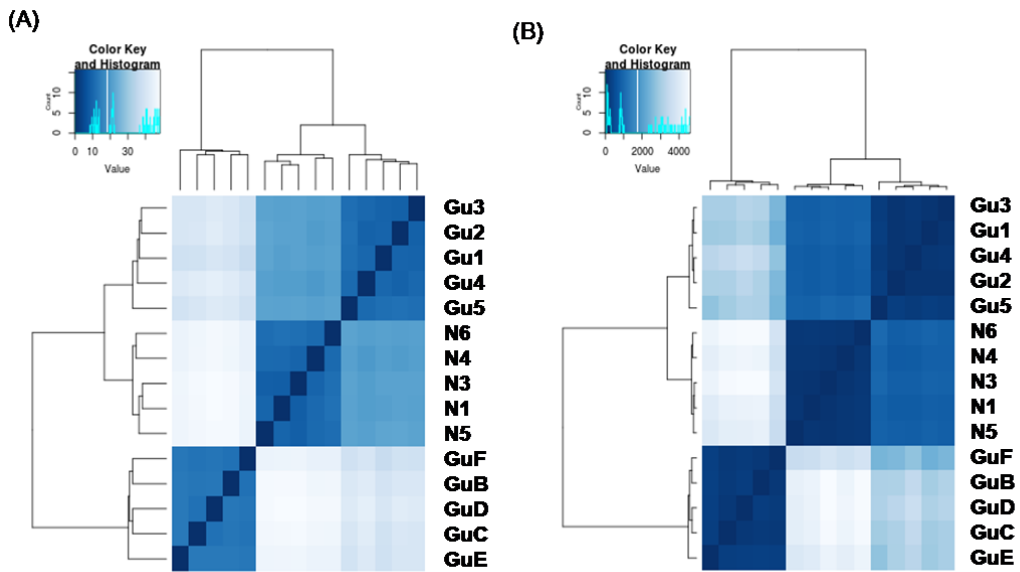 (A)
Color Key
and Histogram
Count
0 5 10
0 10 30
Value
Gu3
Gu2
Gu1
Gu4
Gu5
N6
N4
N3
N1
N5
GuF
GuB
GuD
GuC
GuE
(B)
Color Key
and Histogram
Count
0 5 10
0 2000 4000
Value
Gu3
Gu1
Gu4
Gu2
Gu5
N6
N4
N3
N1
N5
GuF
GuB
GuD
GuC
GuE